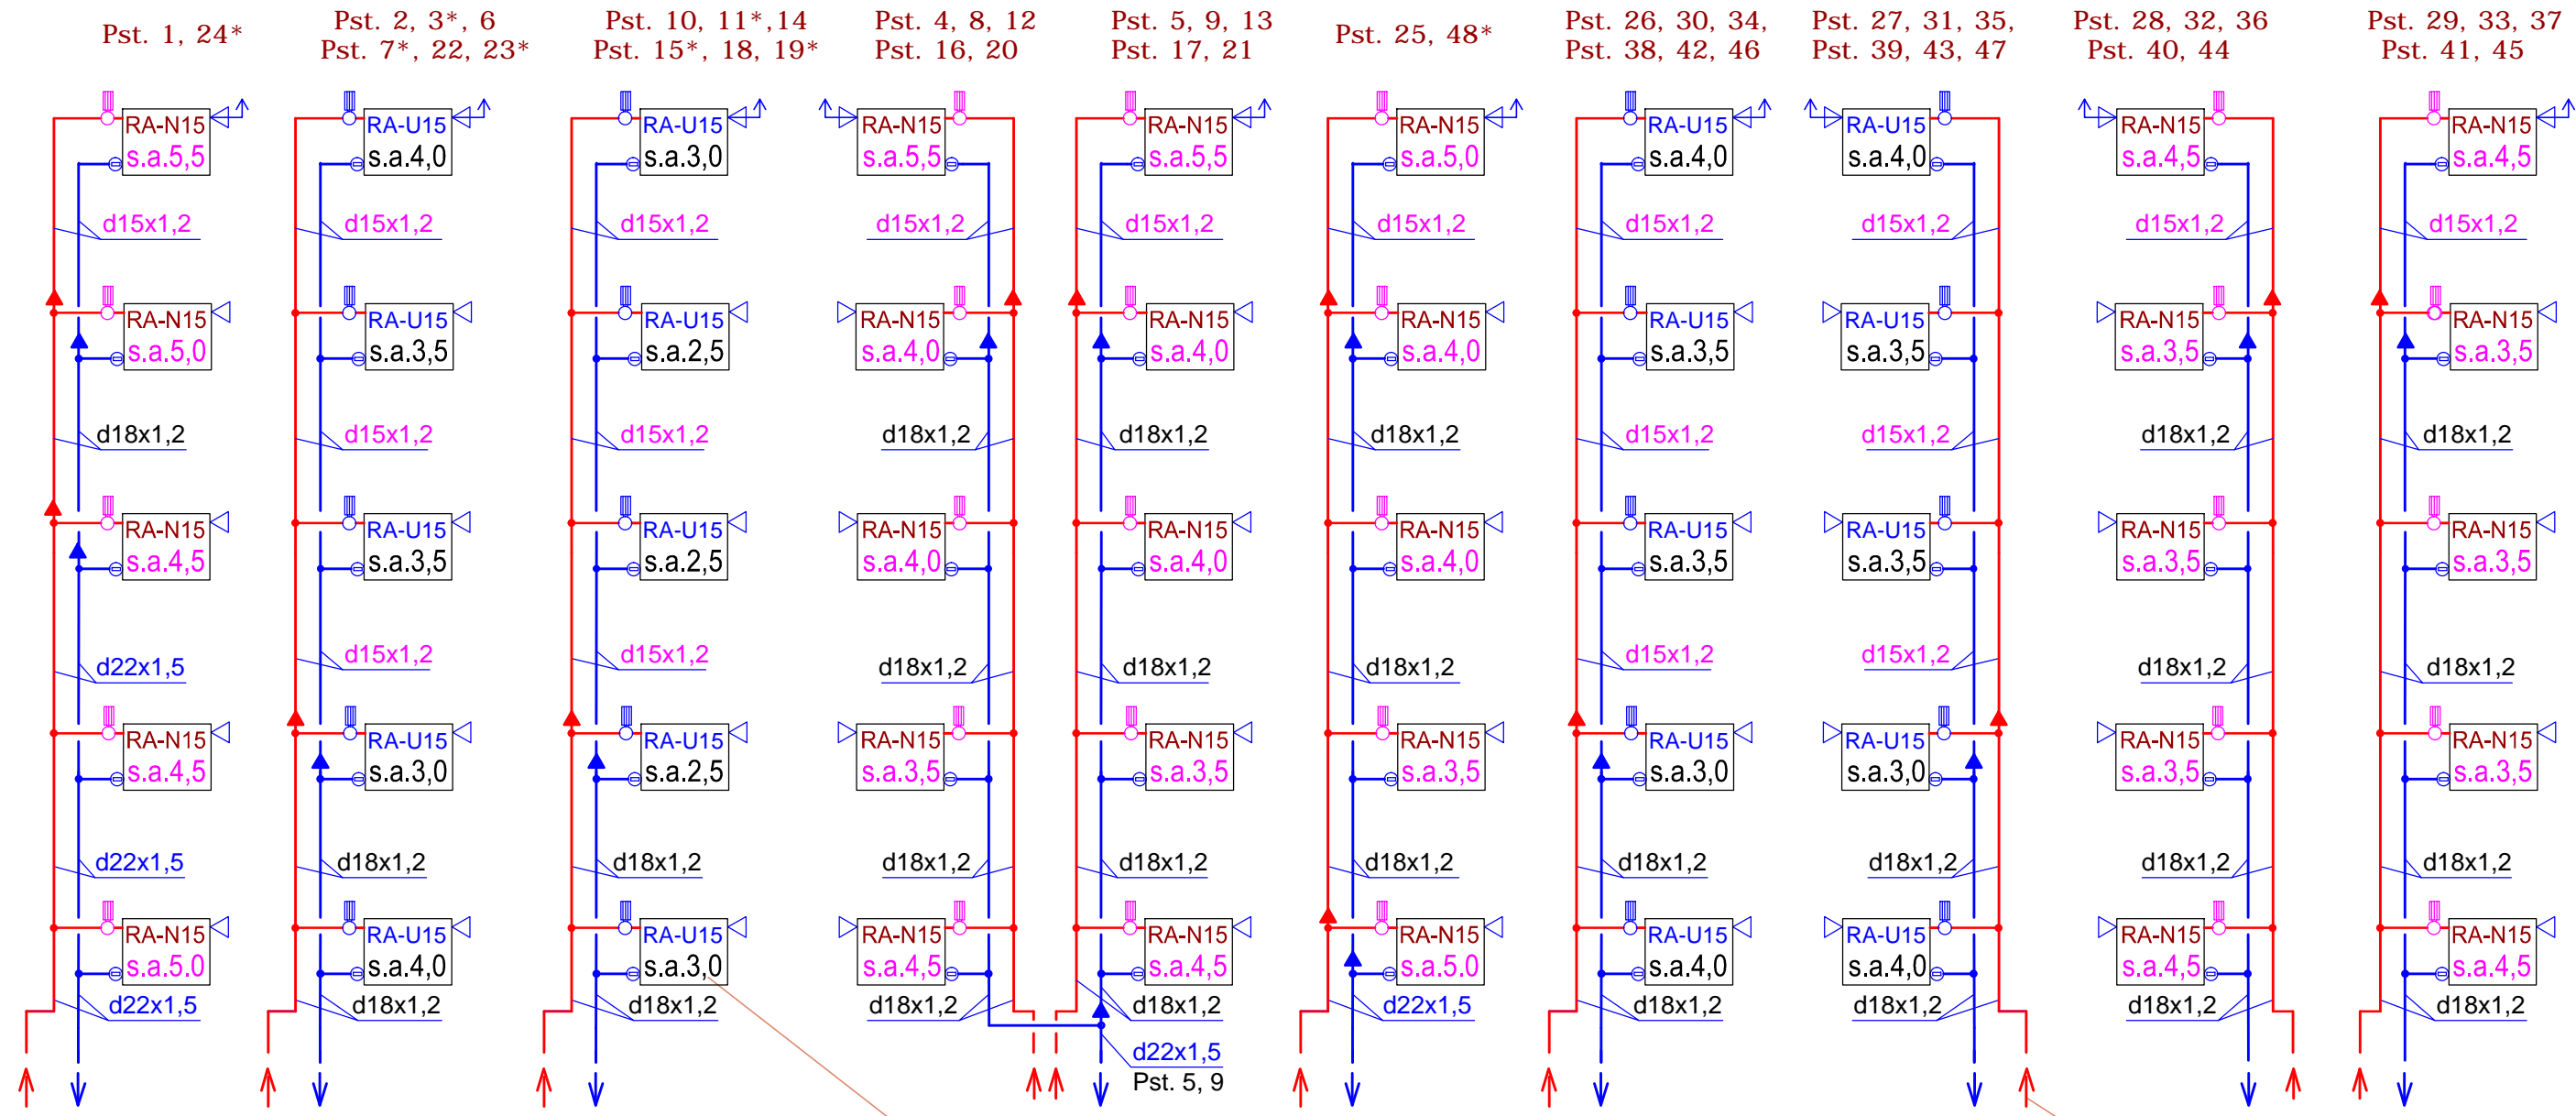 Pst. 1, 24*
Pst. 2, 3*, 6
Pst. 7*, 22, 23*
Pst. 10, 11*,14
Pst. 15*, 18, 19*
Pst. 4, 8, 12
Pst. 16, 20
Pst. 5, 9, 13
Pst. 17, 21
Pst. 25, 48*
Pst. 26, 30, 34,
Pst. 38, 42, 46
Pst. 27, 31, 35,
Pst. 39, 43, 47
Pst. 28, 32, 36
Pst. 40, 44
Pst. 29, 33, 37
Pst. 41, 45
RA-N15 RA-U15 RA-U15 RA-N15 RA-N15 RA-N15 RA-U15 RA-U15 RA-N15 RA-N15
s.a.5,5 s.a.4,0 s.a.3,0 s.a.5,5 s.a.5,5 s.a.5,0 s.a.4,0 s.a.4,0 s.a.4,5 s.a.4,5
d15x1,2 d15x1,2 d15x1,2 d15x1,2 d15x1,2 d15x1,2 d15x1,2 d15x1,2 d15x1,2 d15x1,2
RA-N15 RA-U15 RA-U15 RA-N15 RA-N15 RA-N15 RA-U15 RA-U15 RA-N15 RA-N15
s.a.5,0 s.a.3,5 s.a.2,5 s.a.4,0 s.a.4,0 s.a.4,0 s.a.3,5 s.a.3,5 s.a.3,5 s.a.3,5
d18x1,2 d15x1,2 d15x1,2 d18x1,2 d18x1,2 d18x1,2 d15x1,2 d15x1,2 d18x1,2 d18x1,2
RA-N15 RA-U15 RA-U15 RA-N15 RA-N15 RA-N15 RA-U15 RA-U15 RA-N15 RA-N15
s.a.4,5 s.a.3,5 s.a.2,5 s.a.4,0 s.a.4,0 s.a.4,0 s.a.3,5 s.a.3,5 s.a.3,5 s.a.3,5
d22x1,5 d15x1,2 d15x1,2 d18x1,2 d18x1,2 d18x1,2 d15x1,2 d15x1,2 d18x1,2 d18x1,2
RA-N15 RA-U15 RA-U15 RA-N15 RA-N15 RA-N15 RA-U15 RA-U15 RA-N15 RA-N15
s.a.4,5 s.a.3,0 s.a.2,5 s.a.3,5 s.a.3,5 s.a.3,5 s.a.3,0 s.a.3,0 s.a.3,5 s.a.3,5
d22x1,5 d18x1,2 d18x1,2 d18x1,2 d18x1,2 d18x1,2 d18x1,2 d18x1,2 d18x1,2 d18x1,2
RA-N15 RA-U15 RA-U15 RA-N15 RA-N15 RA-N15 RA-U15 RA-U15 RA-N15 RA-N15
s.a.5.0 s.a.4,0 s.a.3,0 s.a.4,5 s.a.4,5 s.a.5.0 s.a.4,0 s.a.4,0 s.a.4,5 s.a.4,5
d22x1,5 d18x1,2 d18x1,2 d18x1,2 d18x1,2 d22x1,5 d18x1,2 d18x1,2 d18x1,2 d18x1,2
d22x1,5
Pst. 5, 9